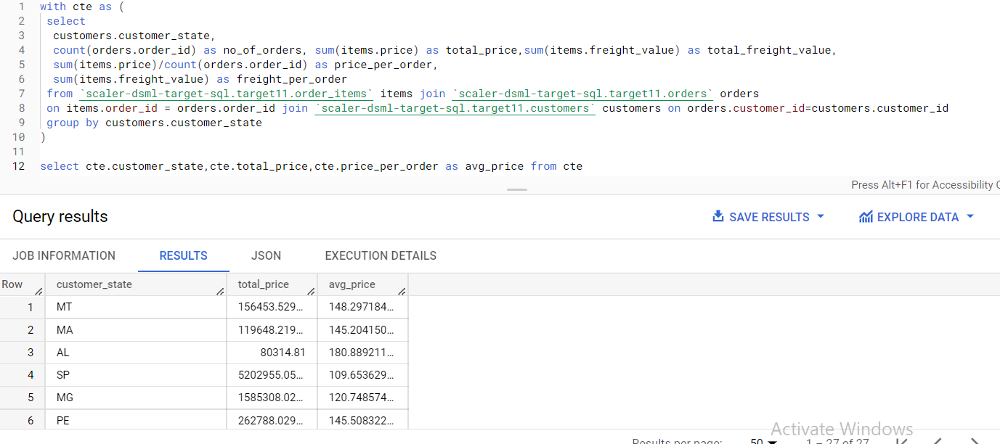 1 with cte as (
2 select
3 customers.customer_state,
4 count(orders.order_id) as no_of_orders, sum(items.price) as total_price,sum(items.freight_value) as total_freight_value,
5 sum(items.price)/count(orders.order_id) as price_per_order,
6 sum(items.freight_value) as freight_per_order
7 from `scaler-dsml-target-sql.target11.order_items` items join `scaler-dsml-target-sql.target11.orders` orders
8 on items.order_id = orders.order_id join `scaler-dsml-target-sql.target11.customers` customers on orders.customer_id=customers.customer_id
9 group by customers.customer_state
10 )
11
12 select cte.customer_state,cte.total_price,cte.price_per_order as avg_price from cte
Press Alt+F1 for Accessibility
Query results SAVE RESULTS EXPLORE DATA
JOB INFORMATION RESULTS JSON EXECUTION DETAILS
Row customer_state total_price avg_price
1 MT 156453.529... 148.297184...
2 MA 119648.219... 145.204150...
3 AL 80314.81 180.889211...
4 SP 5202955.05... 109.653629...
5 MG 1585308.02... 120.748574...
6 PE 262788.029... 145.508322...
Activate Windows
Results per page: 50 1 – 27 of 27